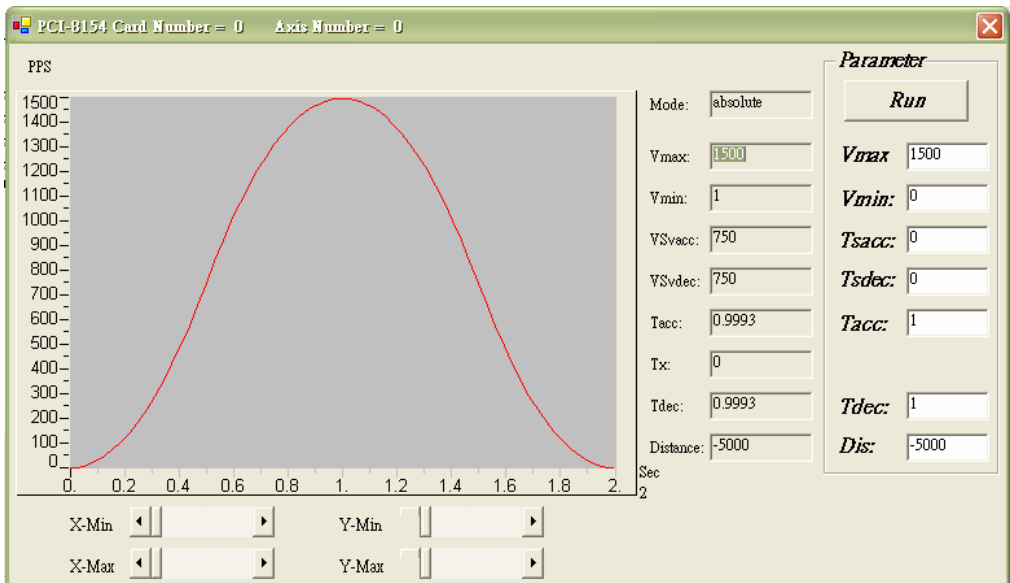 PCI-8154 Card Number = 0 Axis Number = 0
PPS
1500
1400
1300
1200
1100
1000
900
800
700
600
500
400
300
200
100
0
0. 0.2 0.4 0.6 0.8 1. 1.2 1.4 1.6 1.8 2.
Sec
2
X-Min
Y-Min
X-Max
Y-Max
Mode: absolute
Vmax: 1500
Vmin: 1
VSvacc: 750
VSvdec: 750
Tacc: 0.9993
Tx: 0
Tdec: 0.9993
Distance: -5000
Parameter
Run
Vmax 1500
Vmin: 0
Tsacc: 0
Tsdec: 0
Tacc: 1
Tdec: 1
Dis: -5000